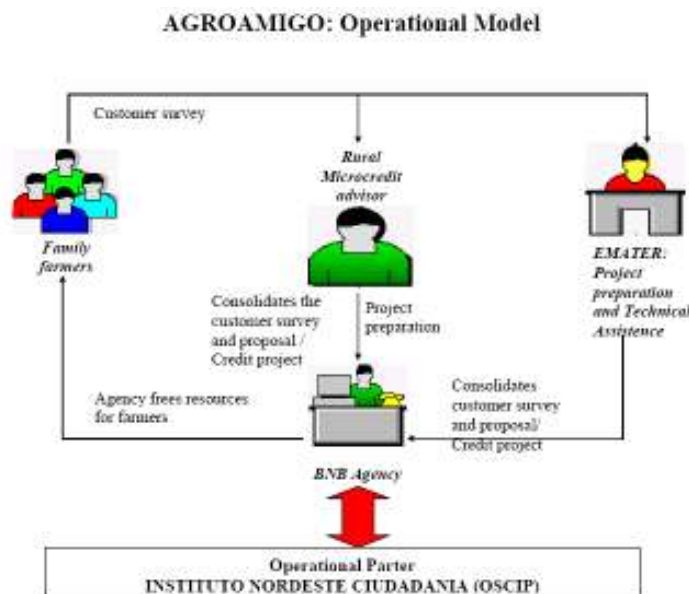 AGROAMIGO: Operational Model
Customer survey
Rural
Microcredit
advisor
Family
farmers
EMATER:
Project
preparation
and Technical
Assistence
Consolidates the
customer survey
and proposal /
Credit project
Project
preparation
Agency frees resources
for farmers
Consolidates
customer survey
and proposal/
Credit project
BNB Agency
Operational Parter
INSTITUTO NORDESTE CIUDADANIA (OSCIP)